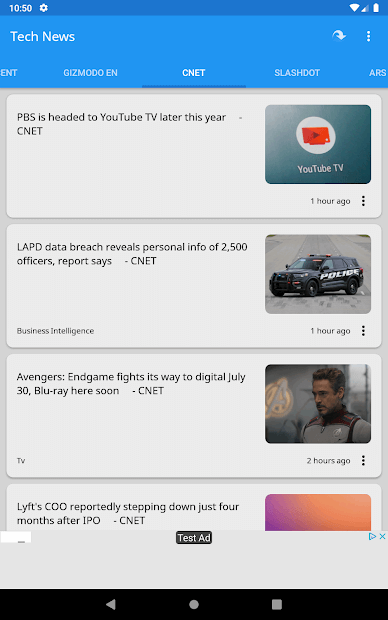 10:50
Tech News
ENT GIZMODO EN CNET SLASHDOT ARS
PBS is headed to YouTube TV later this year -
CNET
YouTube TV
1 hour ago
LAPD data breach reveals personal info of 2,500
officers, report says - CNET
POLICE
Business Intelligence 1 hour ago
Avengers: Endgame fights its way to digital July
30, Blu-ray here soon - CNET
Tv 2 hours ago
Lyft's COO reportedly stepping down just four
months after IPO - CNET
Test Ad